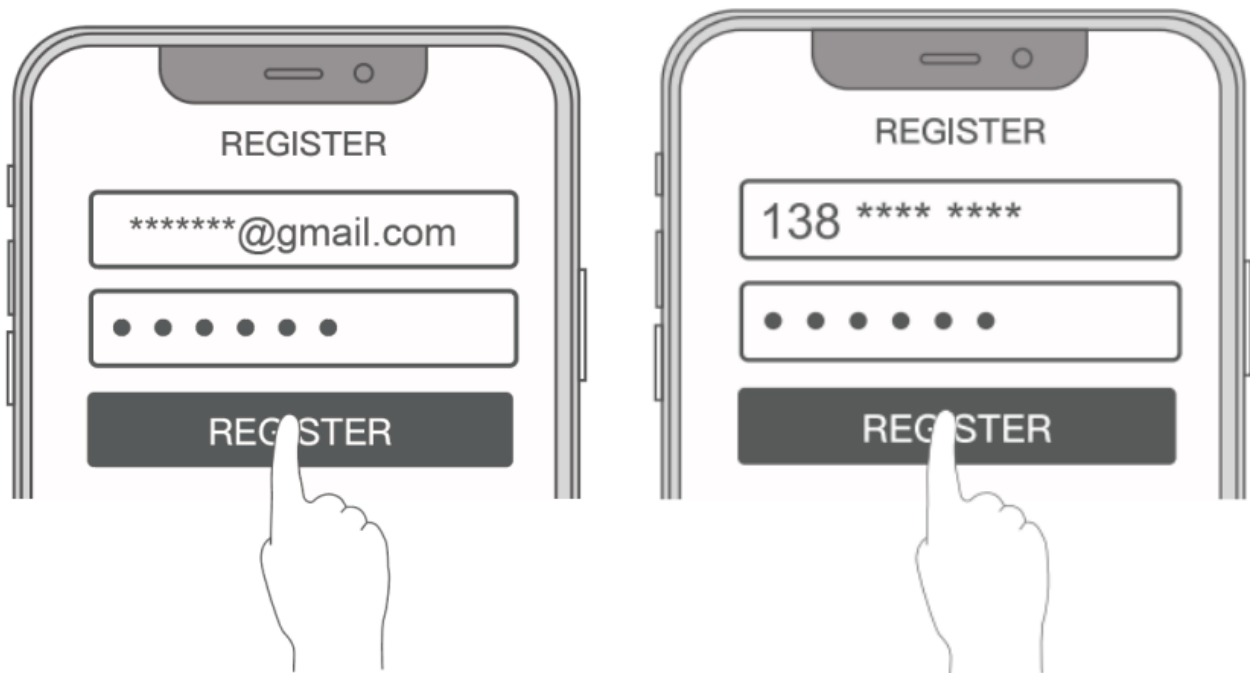 REGISTER
*******@gmail.com
● ● ● ● ● ●
REGISTER
REGISTER
138 **** ****
● ● ● ● ● ●
REGISTER